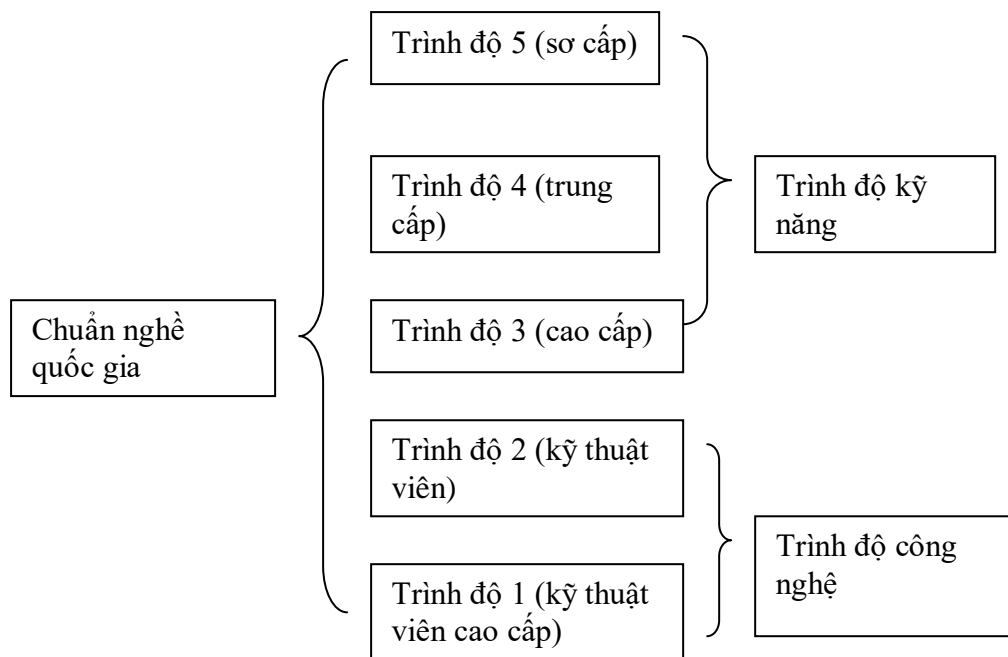 Trình độ 5 (sơ cấp)
Trình độ 4 (trung
cấp)
Trình độ kỹ
năng
Chuẩn nghề
quốc gia
Trình độ 3 (cao cấp)
Trình độ 2 (kỹ thuật
viên)
Trình độ công
nghệ
Trình độ 1 (kỹ thuật
viên cao cấp)